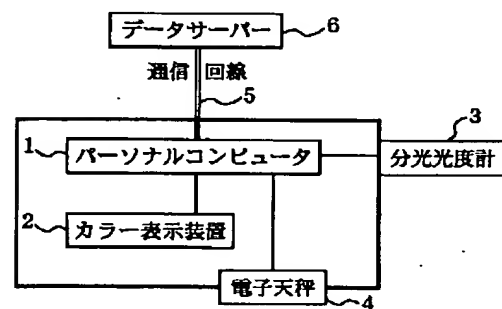 データサーバー
6
通信 回線
5
3
1
パーソナルコンピュータ
分光光度計
2
カラー表示装置
電子天秤
4